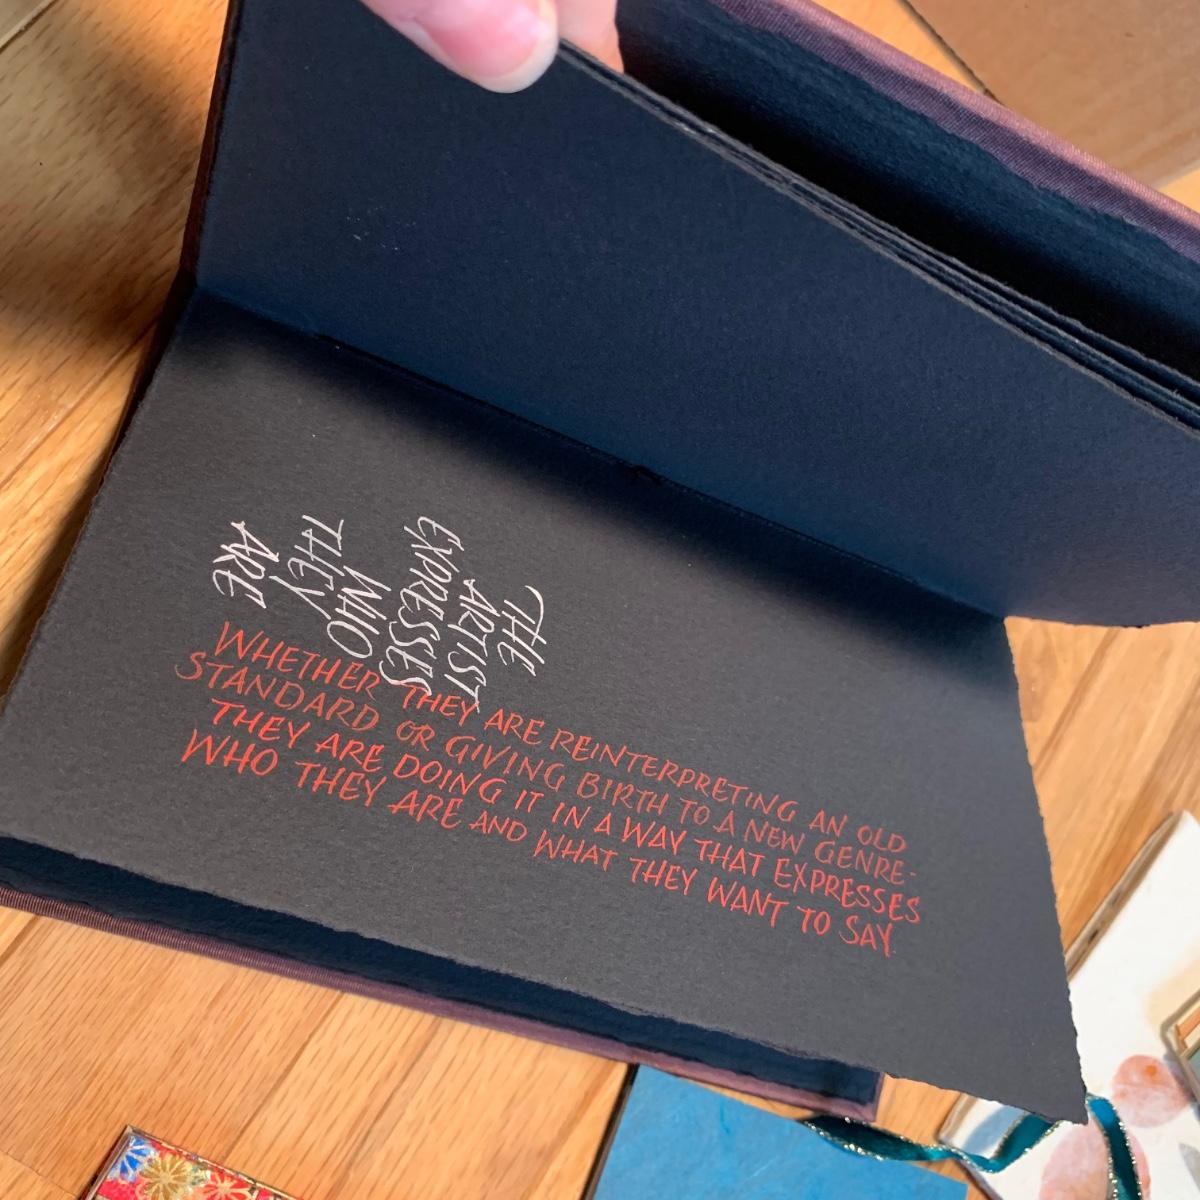 THE
ARTIST
EXPRESSES
WHO
THEY
ARE
WHETHER THEY ARE REINTERPRETING AN OLD
STANDARD OR GIVING BIRTH TO A NEW GENRE-
THEY ARE DOING IT IN A WAY THAT EXPRESSES
WHO THEY ARE AND WHAT THEY WANT TO SAY.